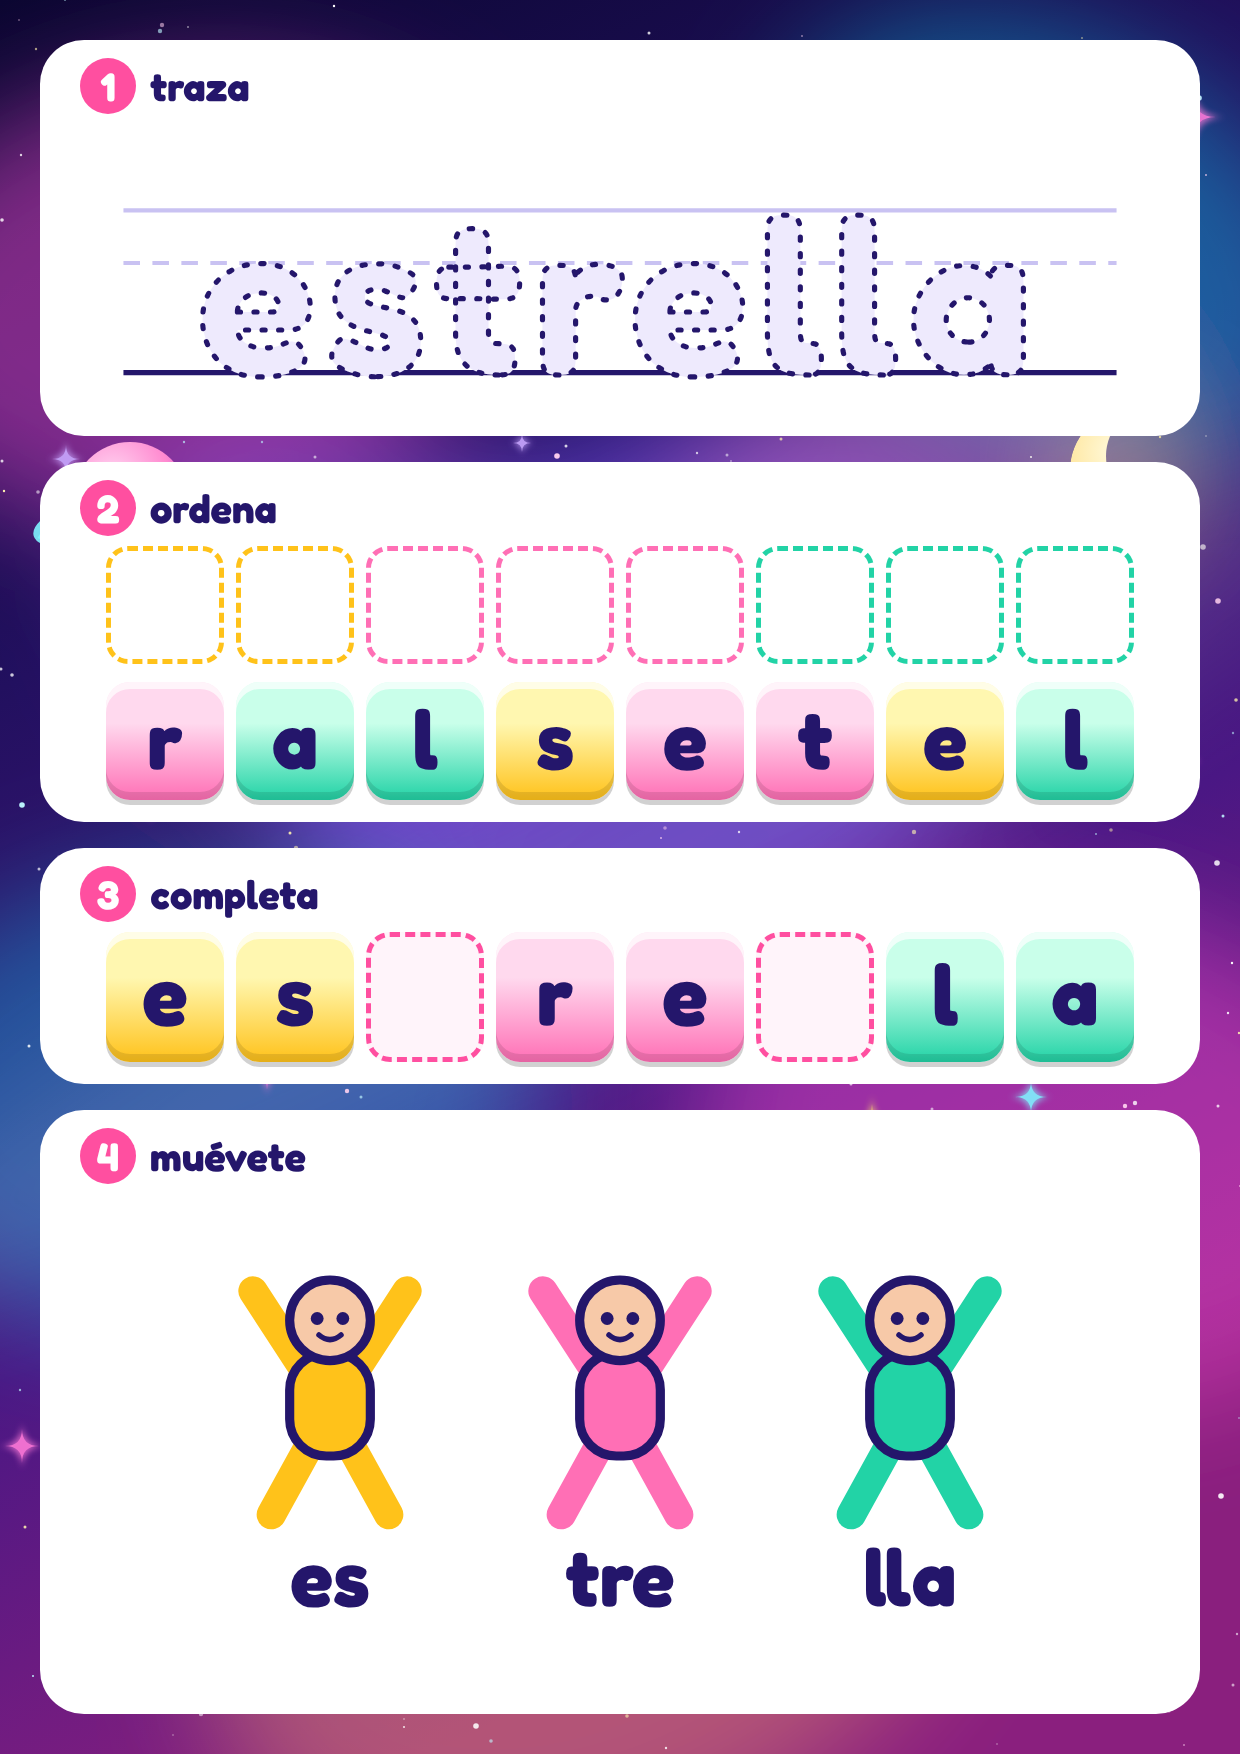 1 traza
estrella
2 ordena
r a l s e t e l
3 completa
e s r e l a
4 muévete
es tre lla